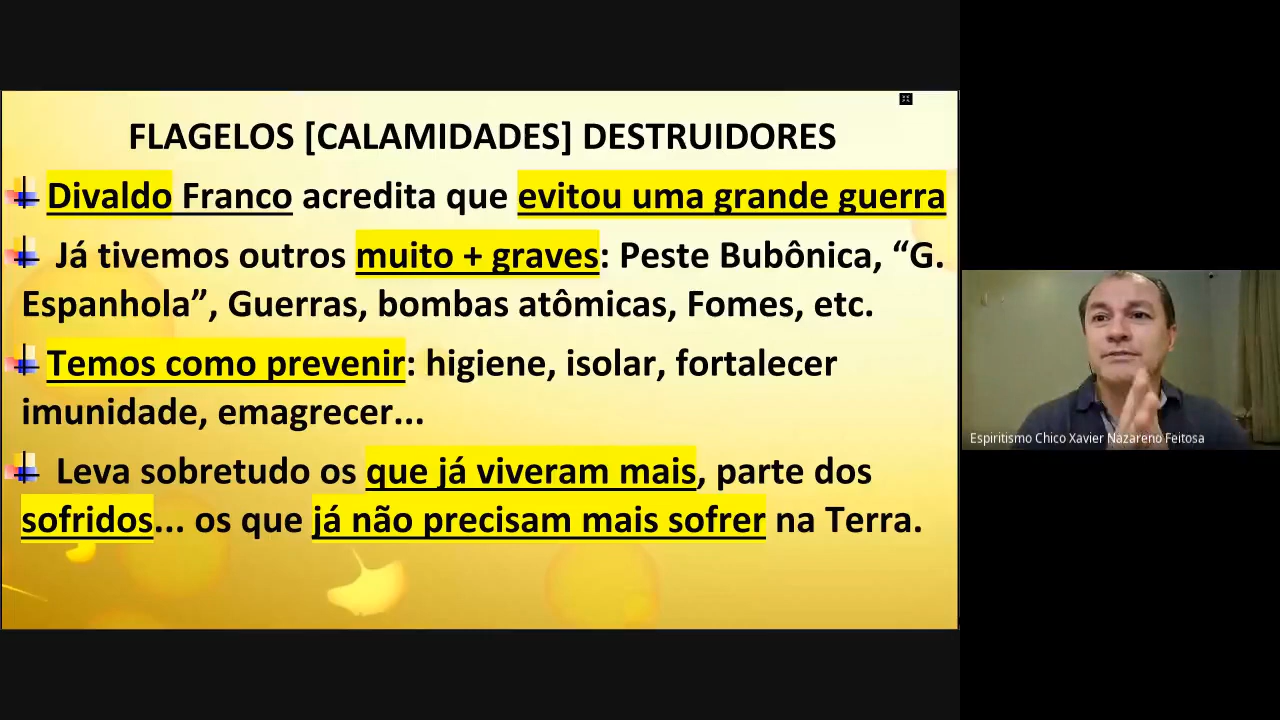 FLAGELOS [CALAMIDADES] DESTRUIDORES
Divaldo Franco acredita que evitou uma grande guerra
Já tivemos outros muito + graves: Peste Bubônica, “G.
Espanhola”, Guerras, bombas atômicas, Fomes, etc.
Temos como prevenir: higiene, isolar, fortalecer
imunidade, emagrecer...
Leva sobretudo os que já viveram mais, parte dos
sofridos... os que já não precisam mais sofrer na Terra.
Espiritismo Chico Xavier Nazareno Feitosa